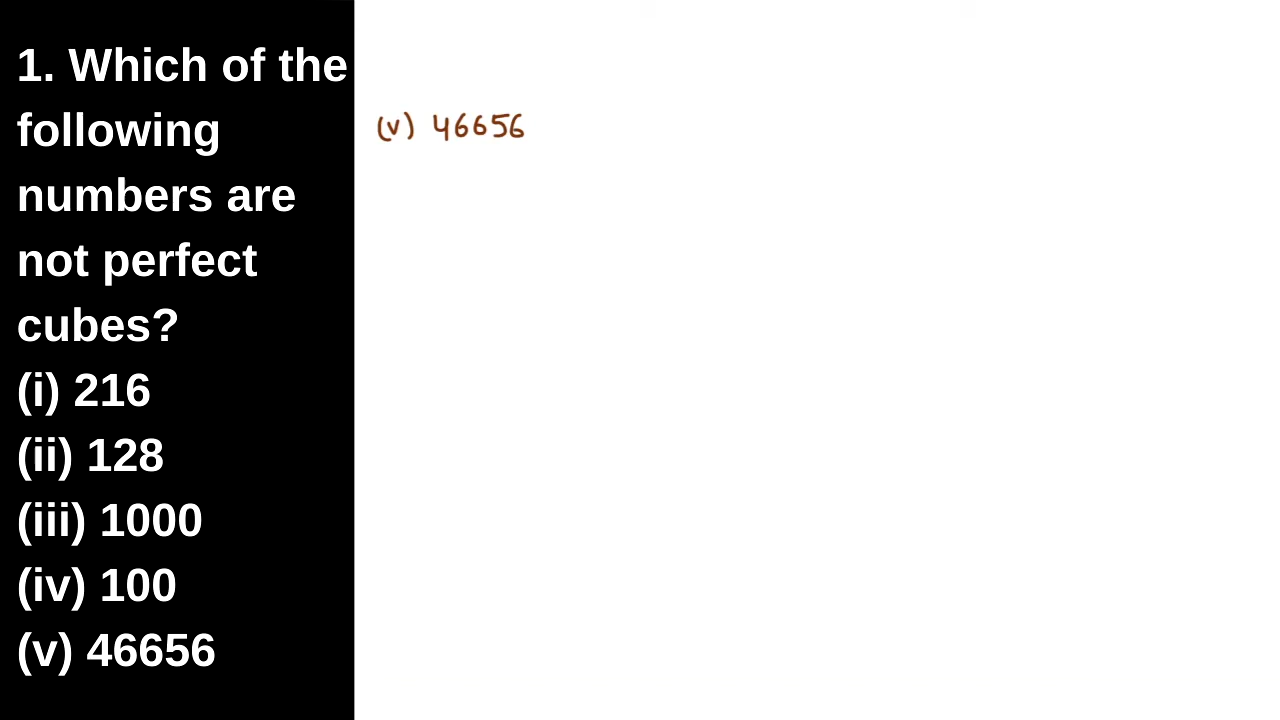 1. Which of the
following
numbers are
not perfect
cubes?
(i) 216
(ii) 128
(iii) 1000
(iv) 100
(v) 46656
(v) 46656